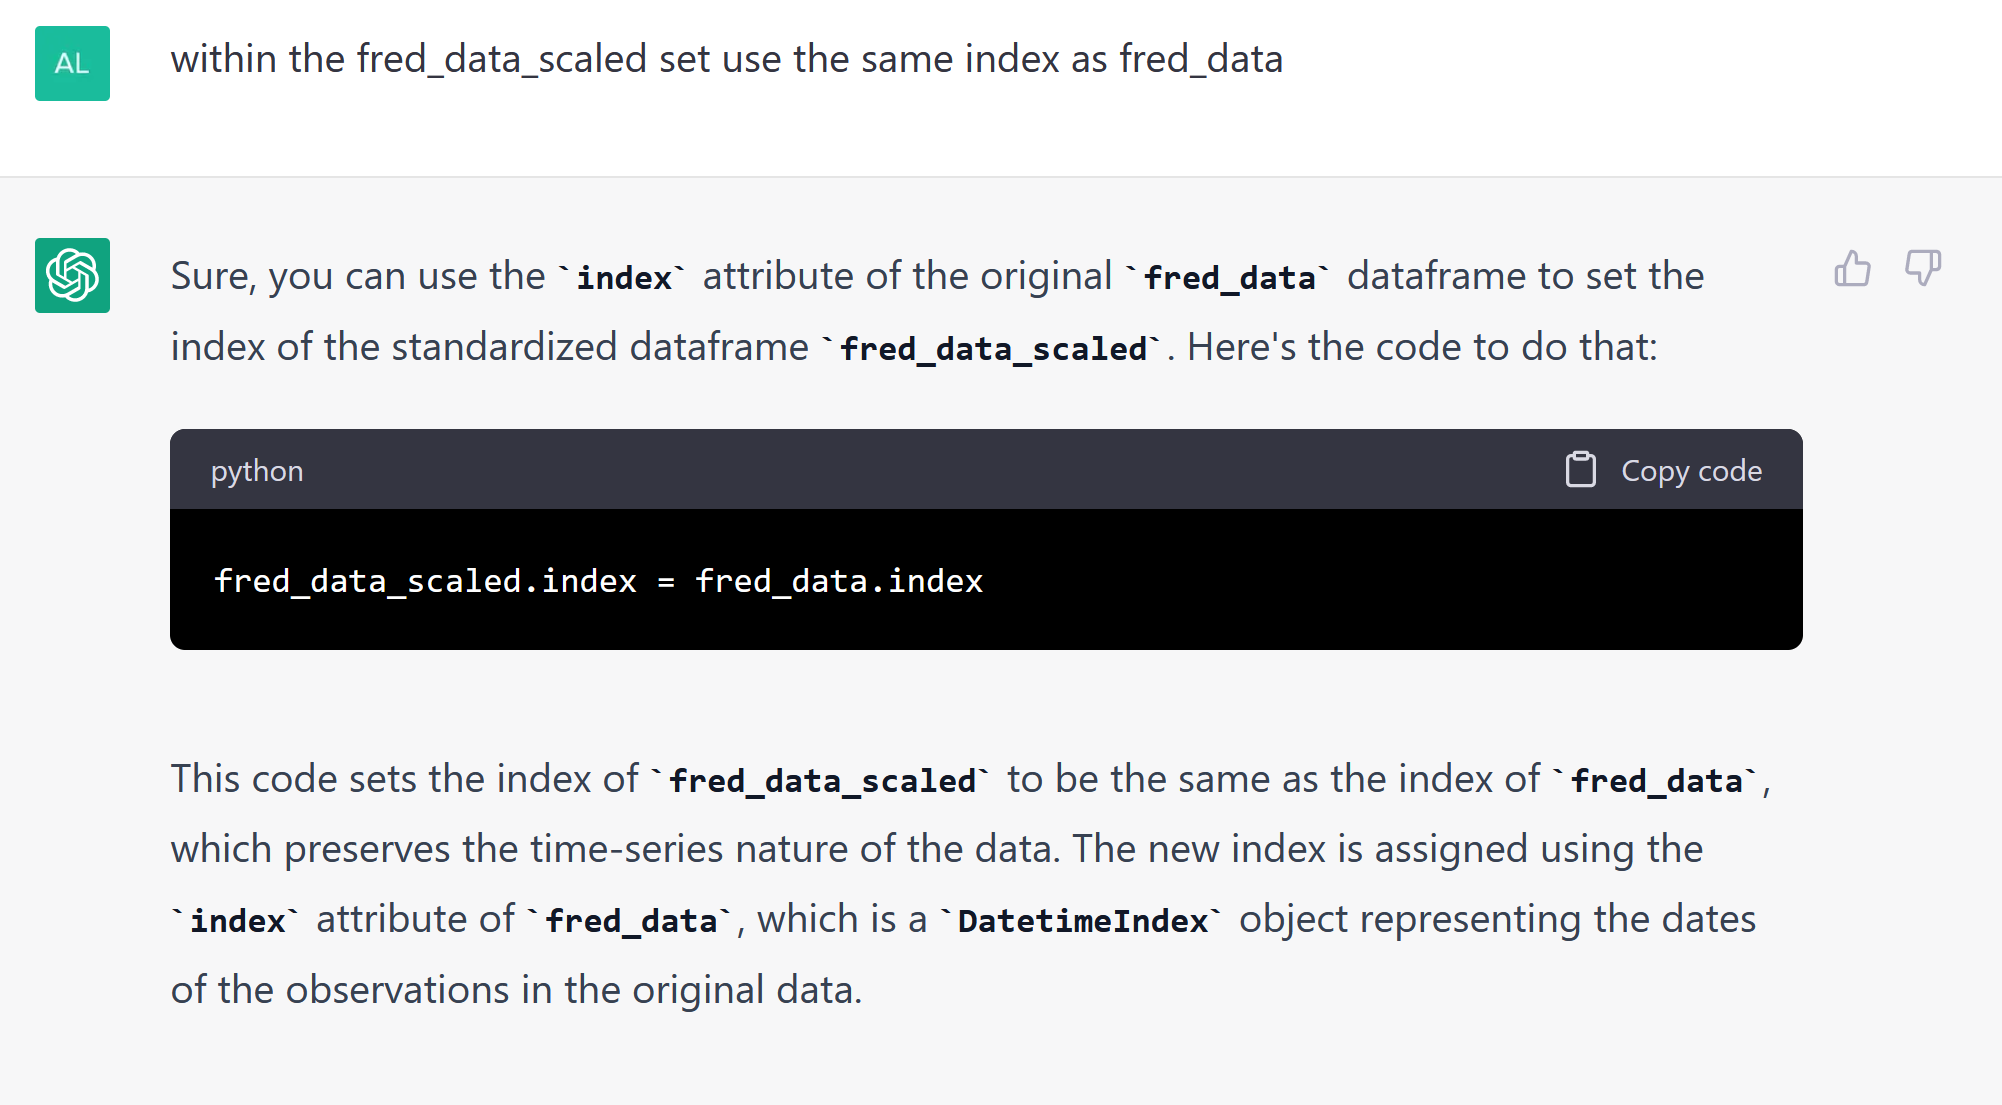 AL
within the fred_data_scaled set use the same index as fred_data
Sure, you can use the `index` attribute of the original `fred_data` dataframe to set the
index of the standardized dataframe `fred_data_scaled`. Here's the code to do that:
python
Copy code
fred_data_scaled.index = fred_data.index
This code sets the index of `fred_data_scaled` to be the same as the index of `fred_data`,
which preserves the time-series nature of the data. The new index is assigned using the
`index` attribute of `fred_data`, which is a `DatetimeIndex` object representing the dates
of the observations in the original data.